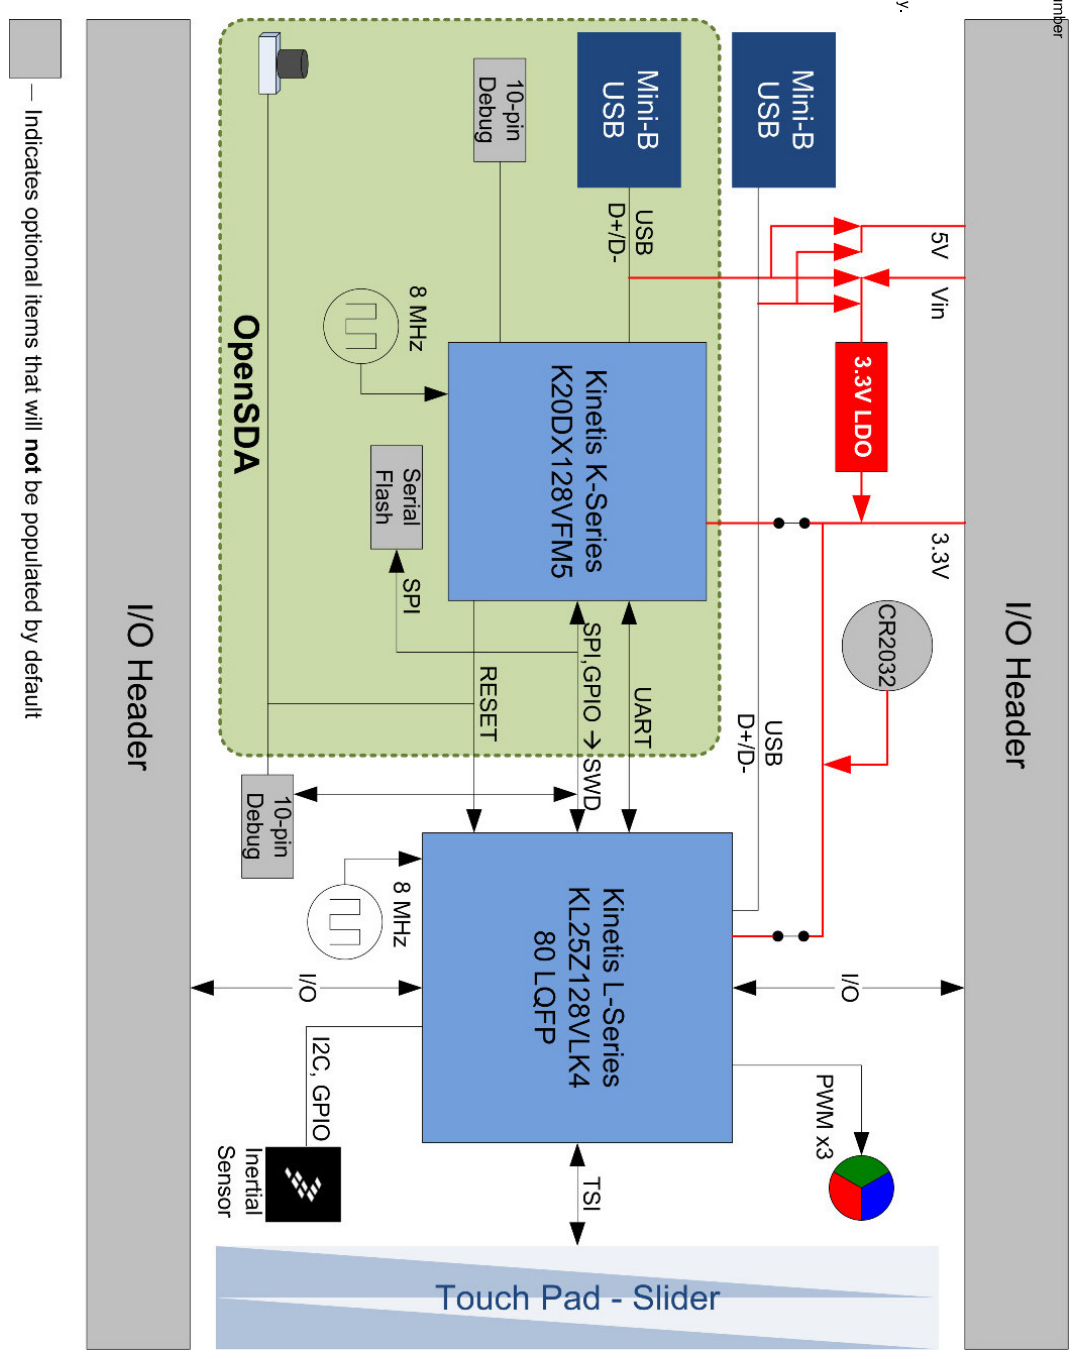 umber
y.
I/O Header
5V
Vin
3.3V
3.3V LDO
CR2032
Mini-B
USB
Mini-B
USB
10-pin
Debug
USB
D+/D-
8 MHz
Kinetis K-Series
K20DX128VFM5
Serial
Flash
SPI
OpenSDA
SPI,GPIO → SWD
UART
RESET
USB
D+/D-
10-pin
Debug
8 MHz
Kinetis L-Series
KL25Z128VLK4
80 LQFP
I/O
I/O
PWM x3
I2C, GPIO
Inertial
Sensor
TSI
Touch Pad - Slider
I/O Header
– Indicates optional items that will not be populated by default